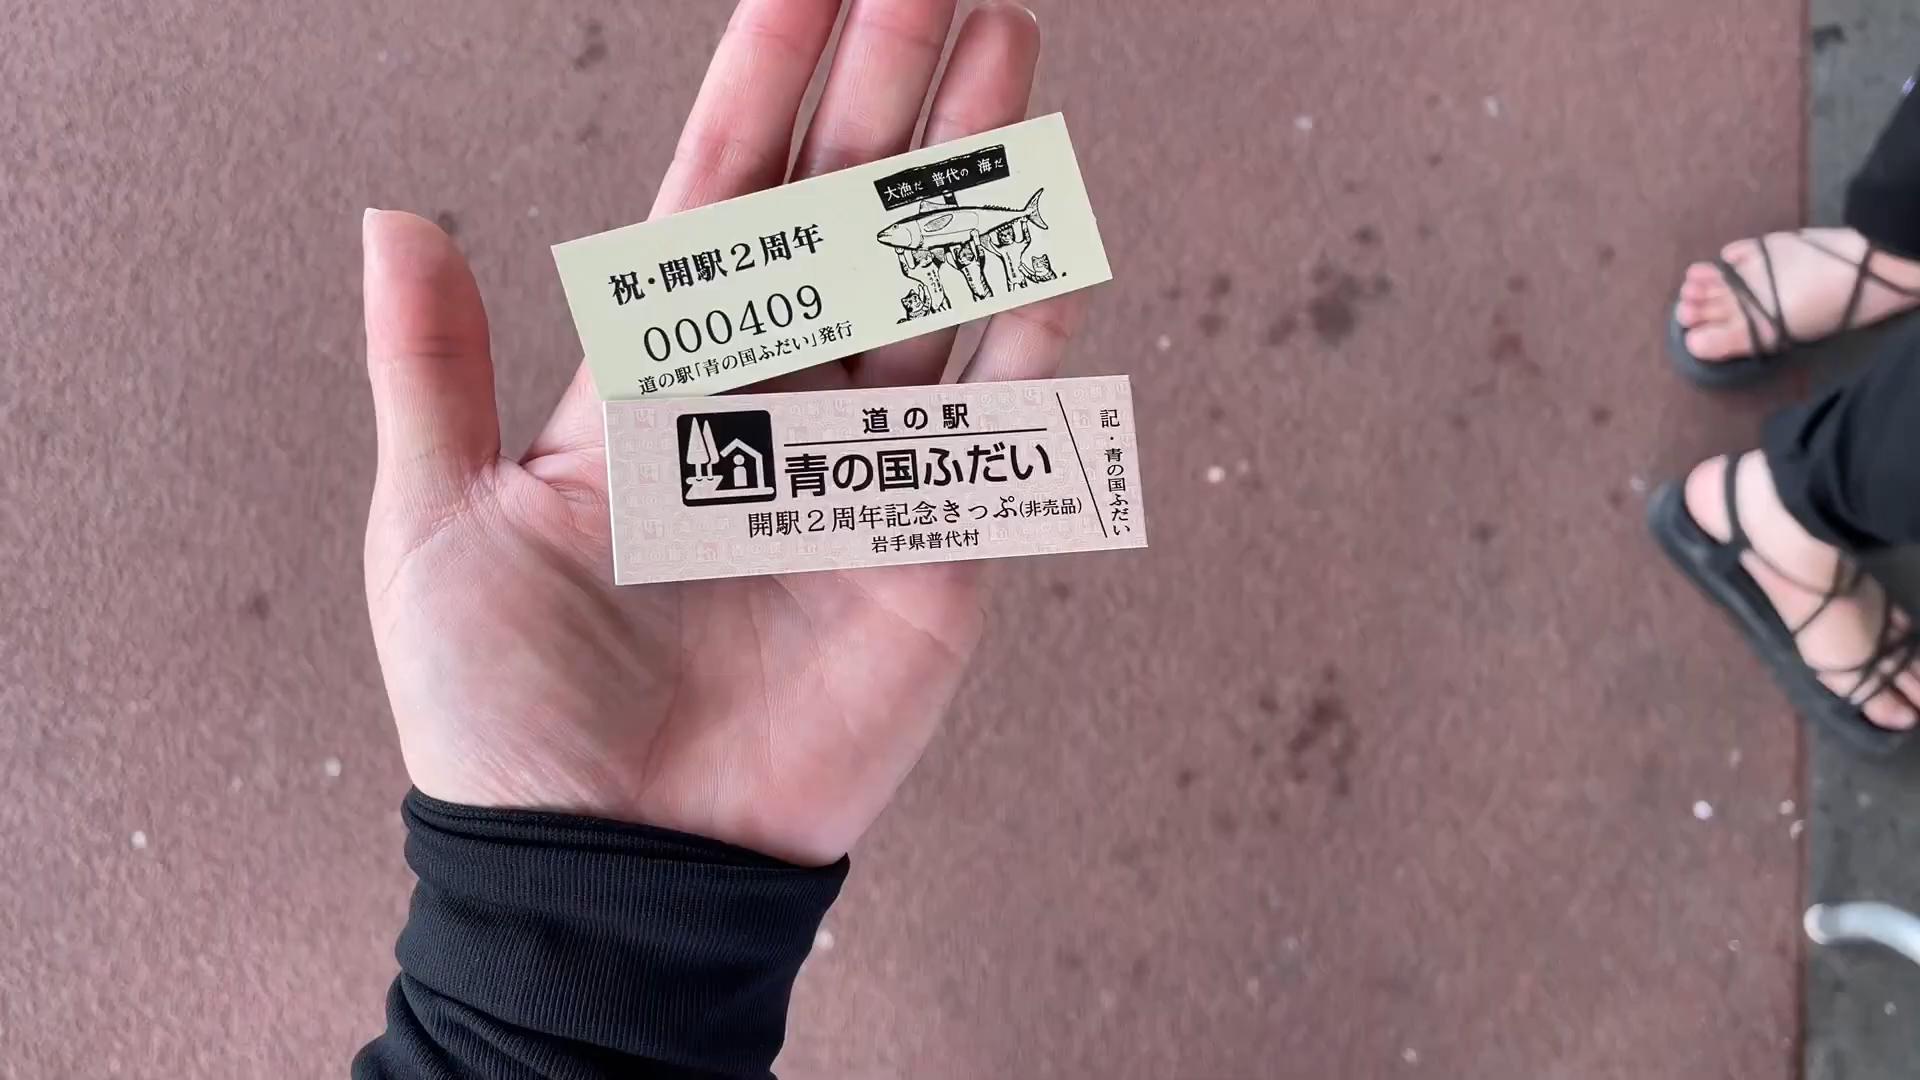 大漁だ 普代の 海だ
祝・開駅2周年
000409
道の駅「青の国ふだい」発行
道の駅
青の国ふだい
開駅2周年記念きっぷ(非売品)
岩手県普代村
記・青の国ふだい